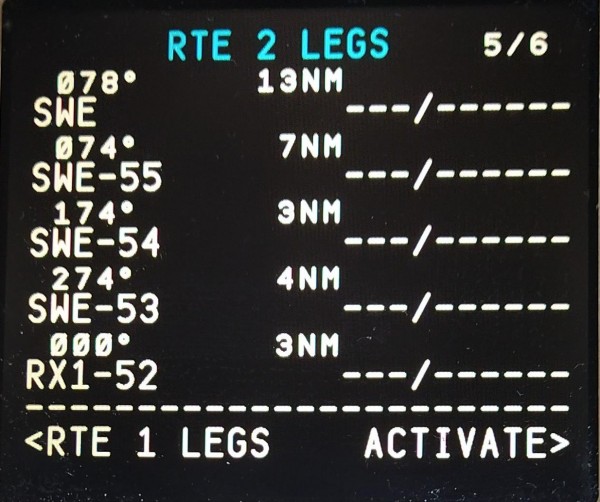 RTE 2 LEGS 5/6
078° 13NM
SWE ---/------
074° 7NM
SWE-55 ---/------
174° 3NM
SWE-54 ---/------
274° 4NM
SWE-53 ---/------
000° 3NM
RX1-52 ---/------
------------------------
<RTE 1 LEGS ACTIVATE>